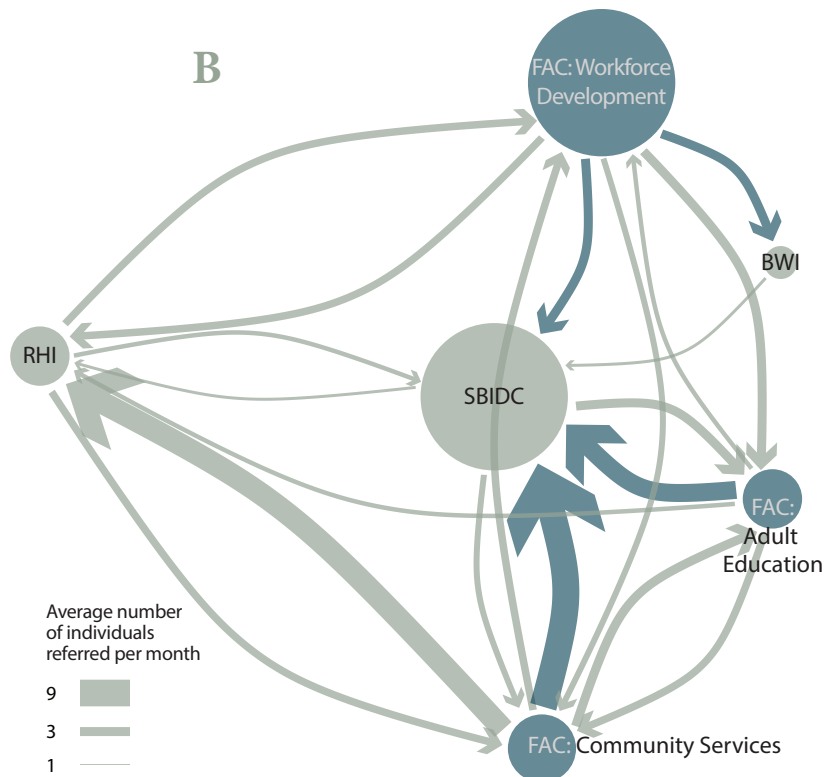 B
FAC: Workforce
Development
BWI
RHI
SBIDC
FAC:
Adult
Education
Average number
of individuals
referred per month
9
3
1
FAC: Community Services